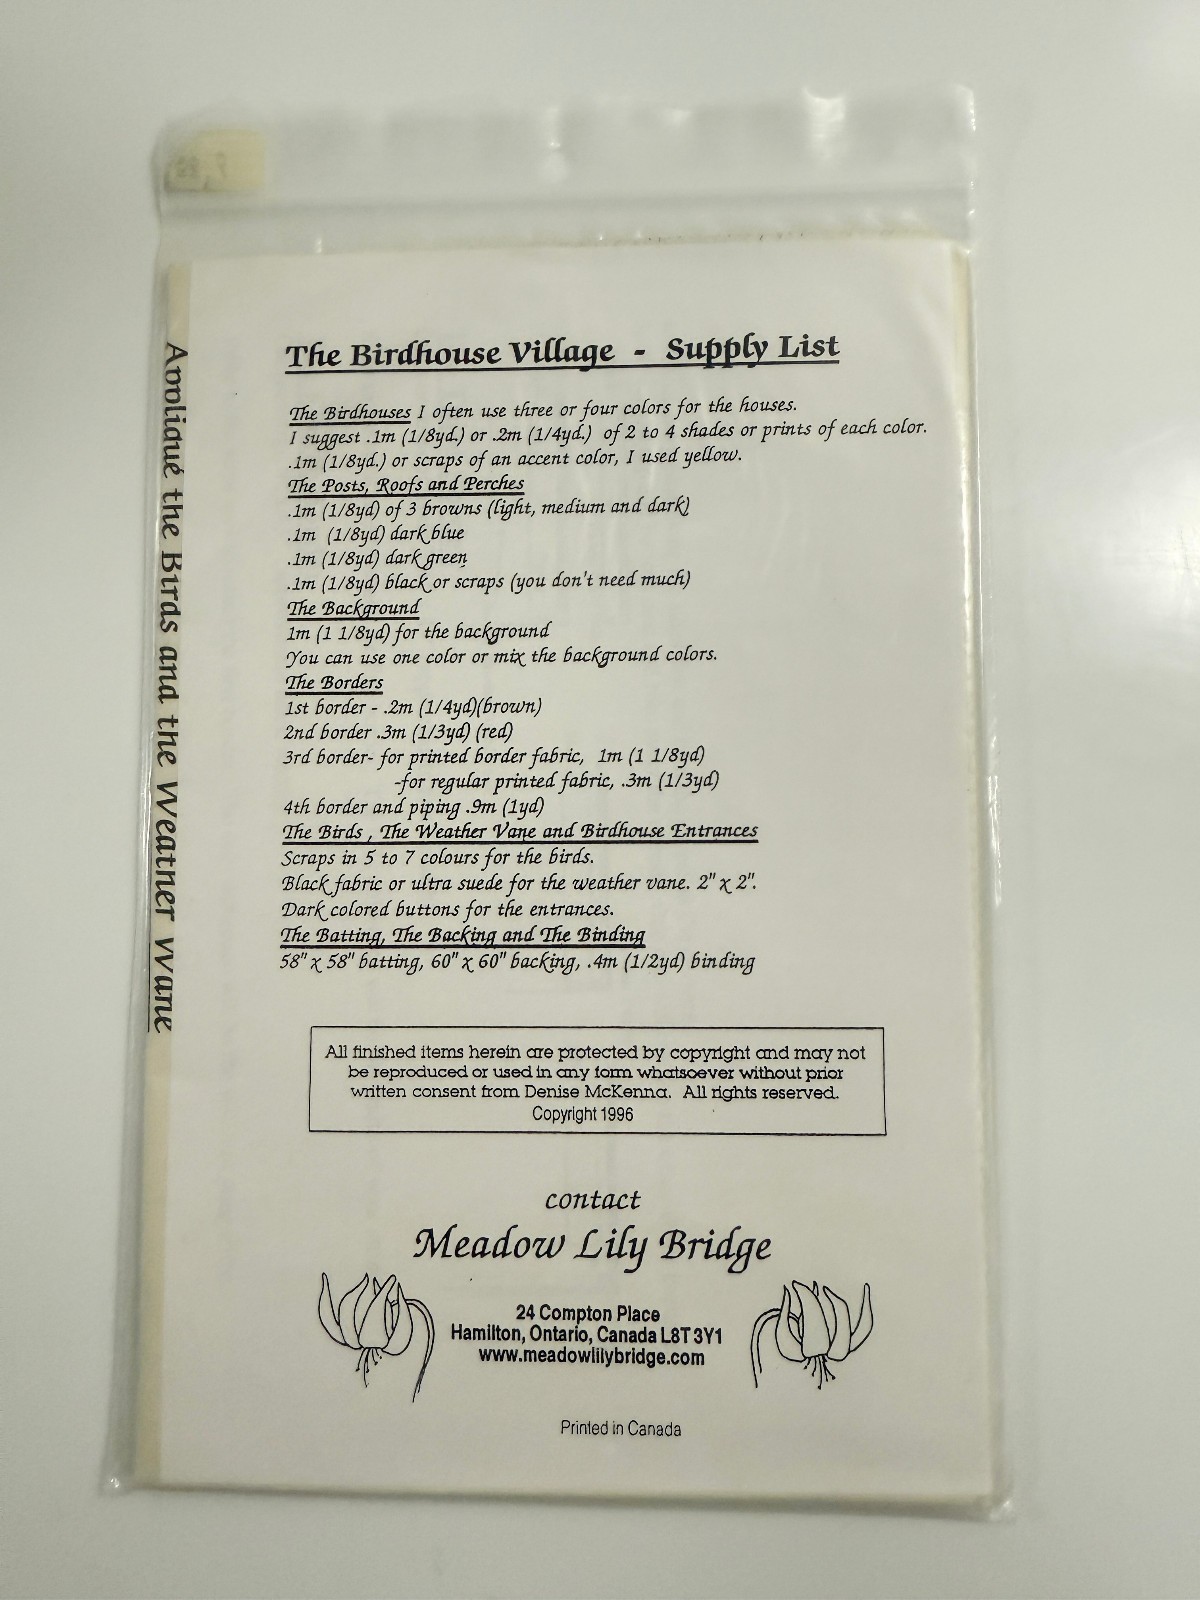 The Birdhouse Village - Supply List
The Birdhouses I often use three or four colors for the houses.
I suggest .1m (1/8yd.) or .2m (1/4yd.) of 2 to 4 shades or prints of each color.
.1m (1/8yd.) or scraps of an accent color, I used yellow.
The Posts, Roofs and Perches
.1m (1/8yd) of 3 browns (light, medium and dark)
.1m (1/8yd) dark blue
.1m (1/8yd) dark green
.1m (1/8yd) black or scraps (you don't need much)
The Background
1m (1 1/8yd) for the background
You can use one color or mix the background colors.
The Borders
1st border - .2m (1/4yd)(brown)
2nd border .3m (1/3yd) (red)
3rd border- for printed border fabric, 1m (1 1/8yd)
-for regular printed fabric, .3m (1/3yd)
4th border and piping .9m (1yd)
The Birds , The Weather Vane and Birdhouse Entrances
Scraps in 5 to 7 colours for the birds.
Black fabric or ultra suede for the weather vane. 2" x 2".
Dark colored buttons for the entrances.
The Batting, The Backing and The Binding
58" x 58" batting, 60" x 60" backing, .4m (1/2yd) binding
All finished items herein are protected by copyright and may not
be reproduced or used in any form whatsoever without prior
written consent from Denise McKenna. All rights reserved.
Copyright 1996
contact
Meadow Lily Bridge
24 Compton Place
Hamilton, Ontario, Canada L8T 3Y1
www.meadowlilybridge.com
Printed in Canada
Appliqué the Birds and the Weather Vane